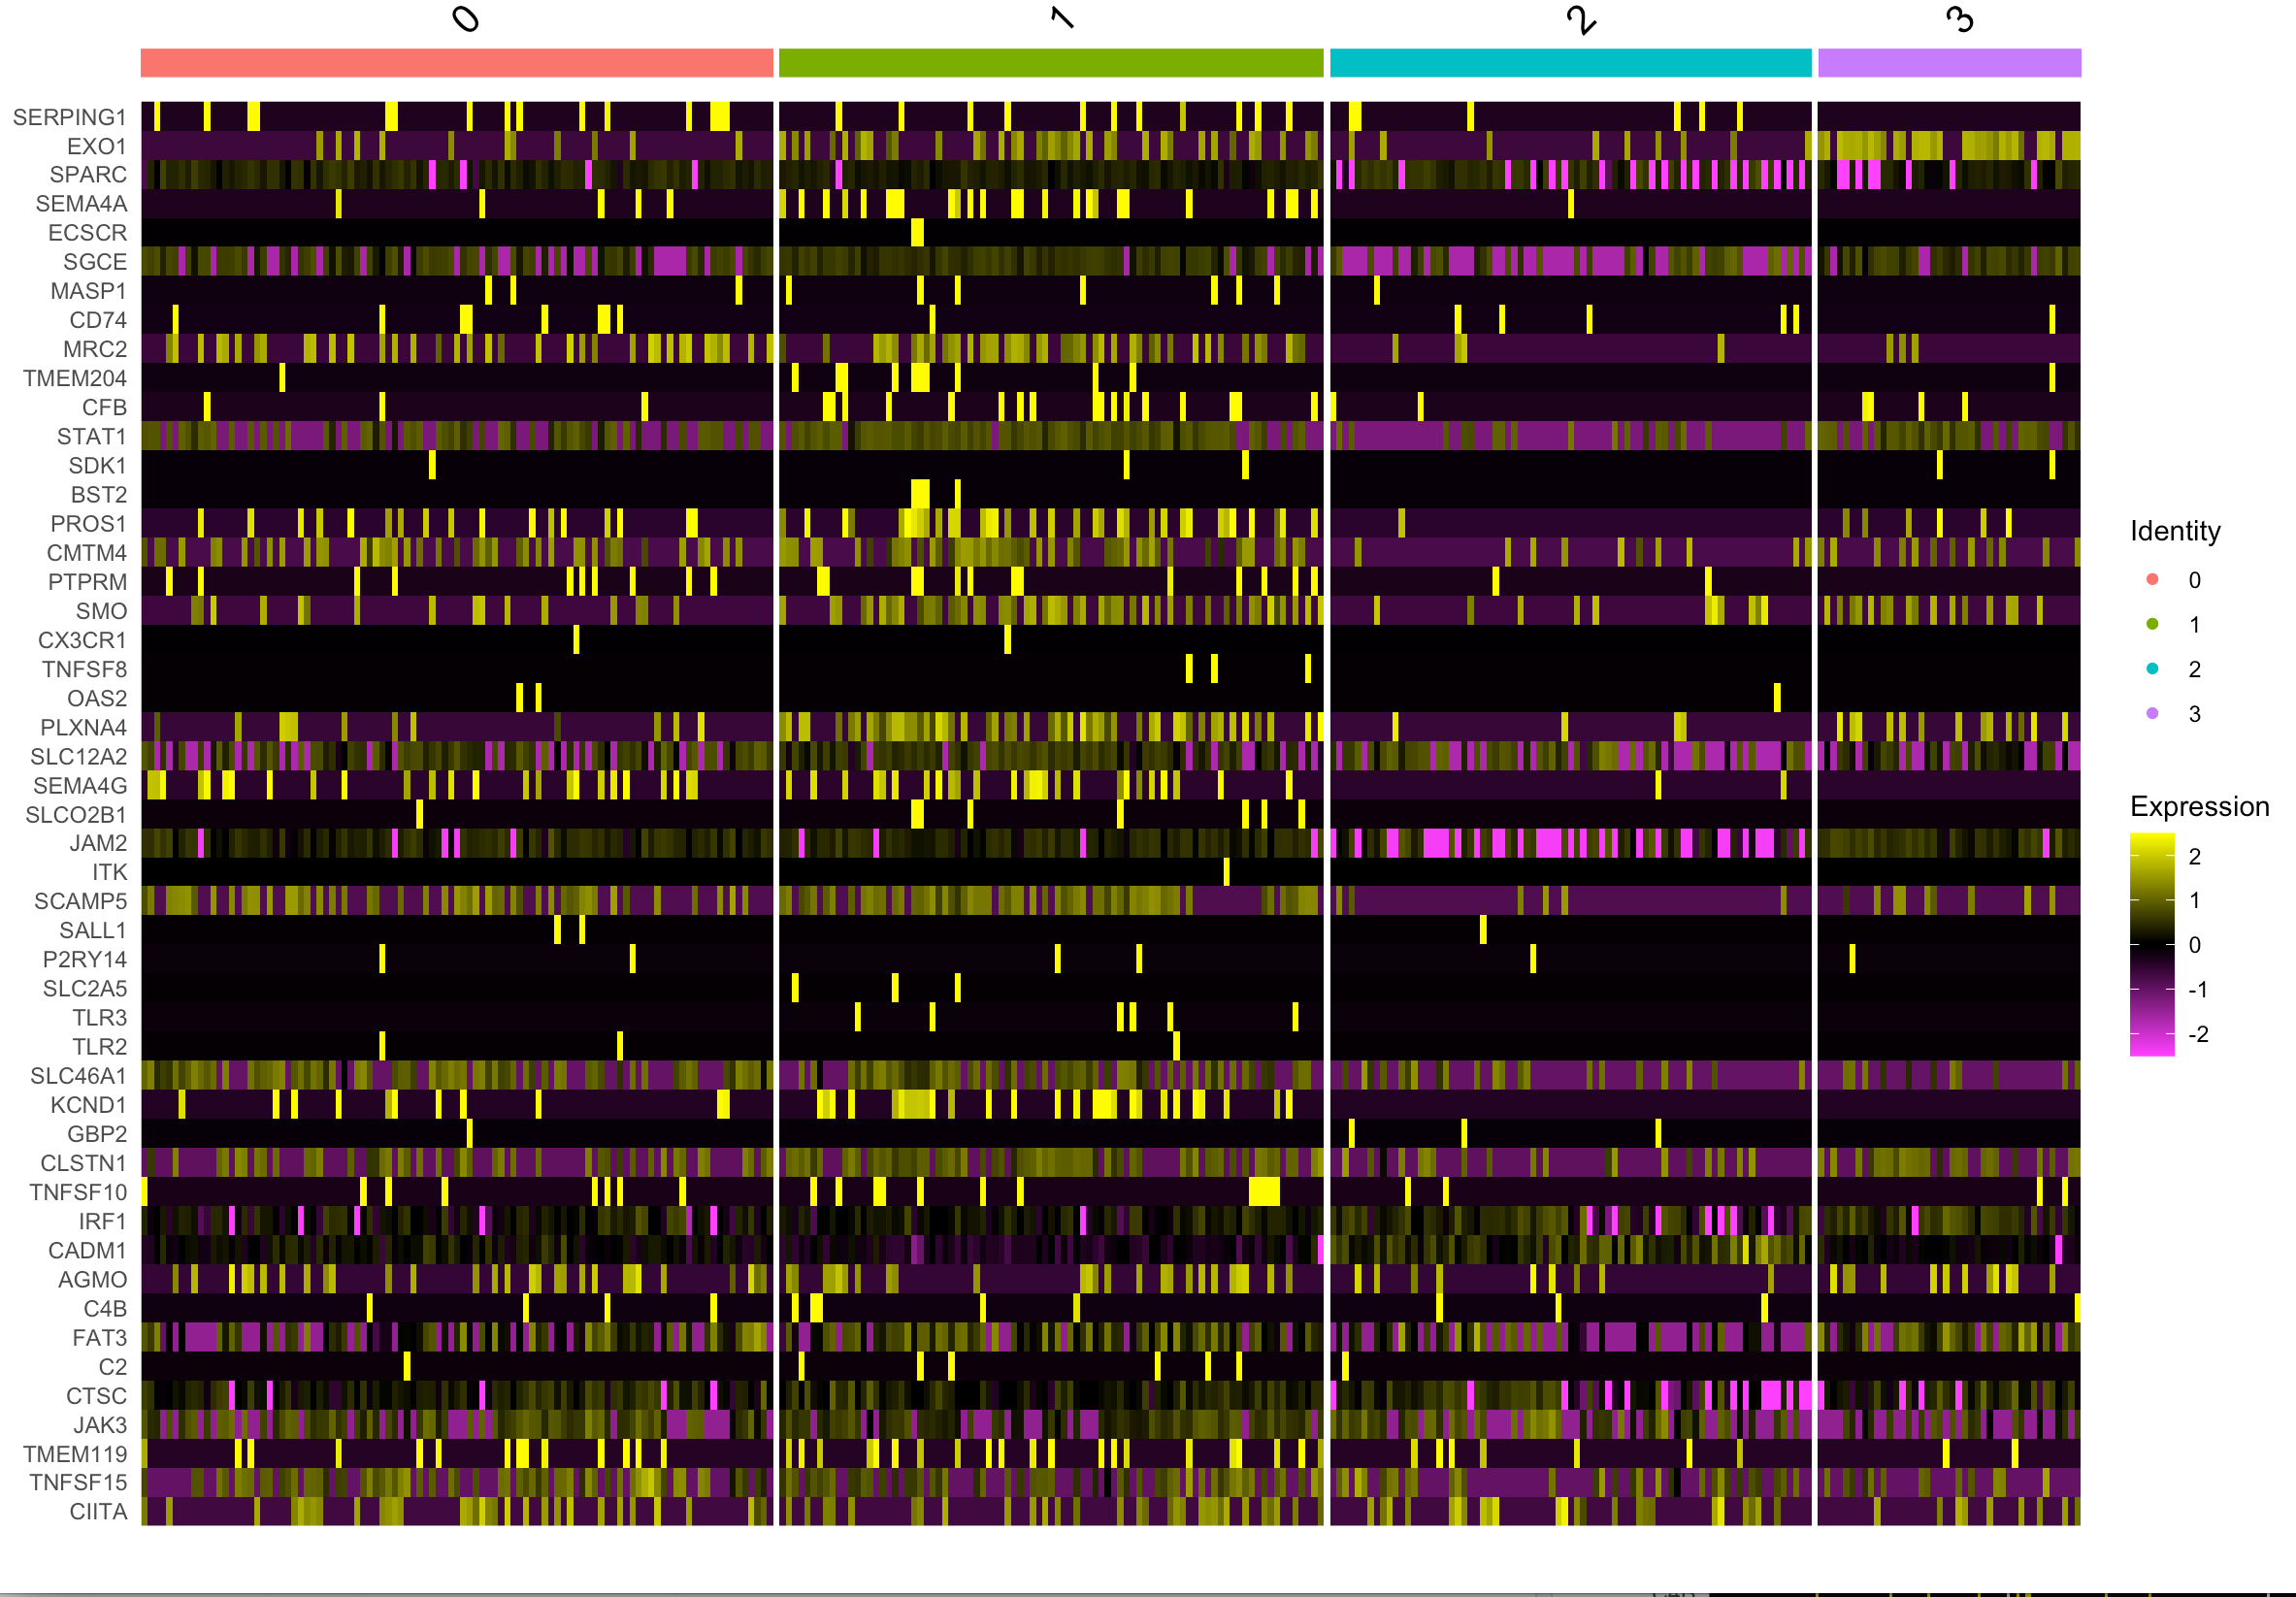 0 1 2 3
SERPING1
EXO1
SPARC
SEMA4A
ECSCR
SGCE
MASP1
CD74
MRC2
TMEM204
CFB
STAT1
SDK1
BST2
PROS1
CMTM4
PTPRM
SMO
CX3CR1
TNFSF8
OAS2
PLXNA4
SLC12A2
SEMA4G
SLCO2B1
JAM2
ITK
SCAMP5
SALL1
P2RY14
SLC2A5
TLR3
TLR2
SLC46A1
KCND1
GBP2
CLSTN1
TNFSF10
IRF1
CADM1
AGMO
C4B
FAT3
C2
CTSC
JAK3
TMEM119
TNFSF15
CIITA
Identity
0
1
2
3
Expression
2
1
0
-1
-2